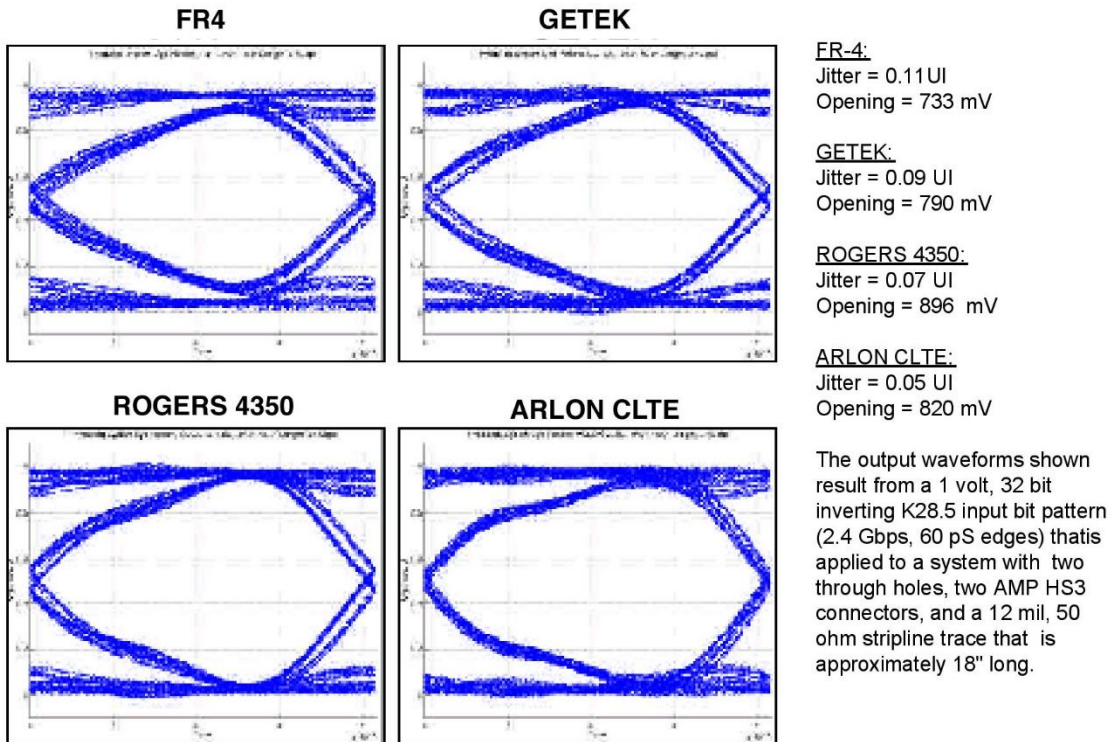 FR4
GETEK
ROGERS 4350
ARLON CLTE
FR-4:
Jitter = 0.11UI
Opening = 733 mV
GETEK:
Jitter = 0.09 UI
Opening = 790 mV
ROGERS 4350:
Jitter = 0.07 UI
Opening = 896 mV
ARLON CLTE:
Jitter = 0.05 UI
Opening = 820 mV
The output waveforms shown
result from a 1 volt, 32 bit
inverting K28.5 input bit pattern
(2.4 Gbps, 60 pS edges) thatis
applied to a system with two
through holes, two AMP HS3
connectors, and a 12 mil, 50
ohm stripline trace that is
approximately 18" long.